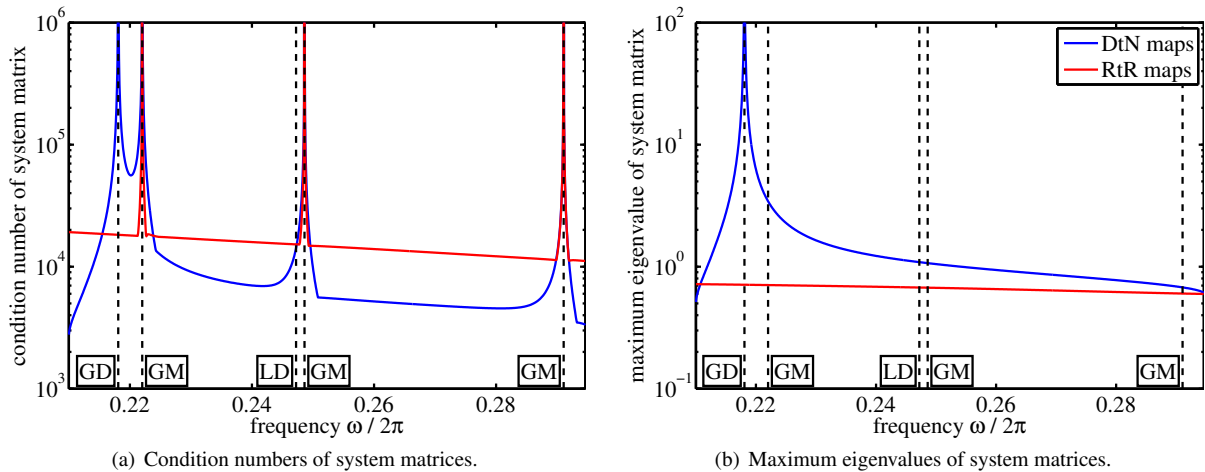 10^6
10^5
10^4
10^3
condition number of system matrix
GD
GM
LD
GM
GM
0.22
0.24
0.26
0.28
frequency ω / 2π
(a) Condition numbers of system matrices.
10^2
10^1
10^0
10^−1
maximum eigenvalue of system matrix
DtN maps
RtR maps
GD
GM
LD
GM
GM
0.22
0.24
0.26
0.28
frequency ω / 2π
(b) Maximum eigenvalues of system matrices.